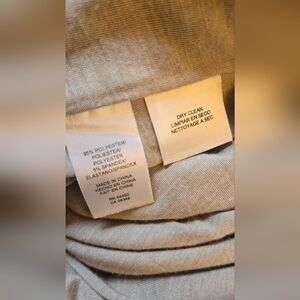 95% POLYESTER/
POLIESTER
POLYESTER/
5% SPANDEX/
ELASTANO/SPANDEX
MADE IN CHINA
HECHO EN CHINA
FAIT EN CHINE
DRY CLEAN
LIMPIAR EN SECO
NETTOYAGE A SEC